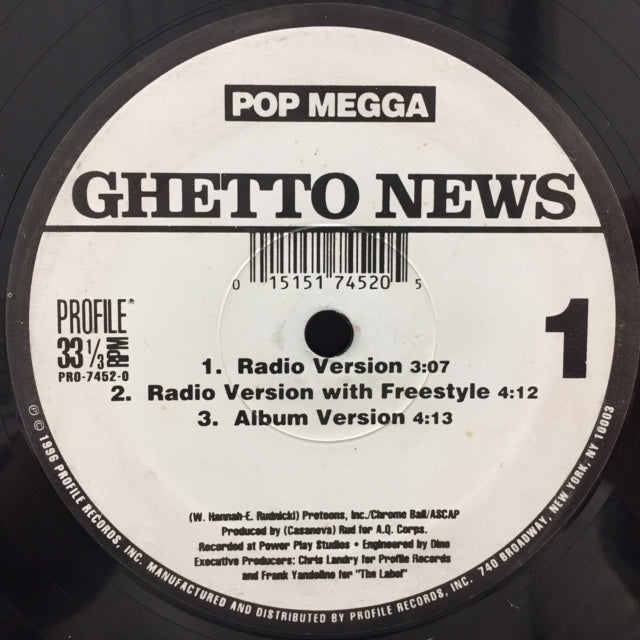 POP MEGGA
GHETTO NEWS
0 15151 74520 5
PROFILE®
33 1/3 RPM
PRO-7452-0
1
1. Radio Version 3:07
2. Radio Version with Freestyle 4:12
3. Album Version 4:13
(W. Hannah-E. Rudnicki) Protoons, Inc./Chrome Ball/ASCAP
Produced by (Casanova) Rud for A.Q. Corps.
Recorded at Power Play Studios • Engineered by Dino
Executive Producers: Chris Landry for Profile Records
and Frank Yandolino for "The Label"
℗ © 1996 PROFILE RECORDS, INC. MANUFACTURED AND DISTRIBUTED BY PROFILE RECORDS, INC. 740 BROADWAY, NEW YORK, NY 10003